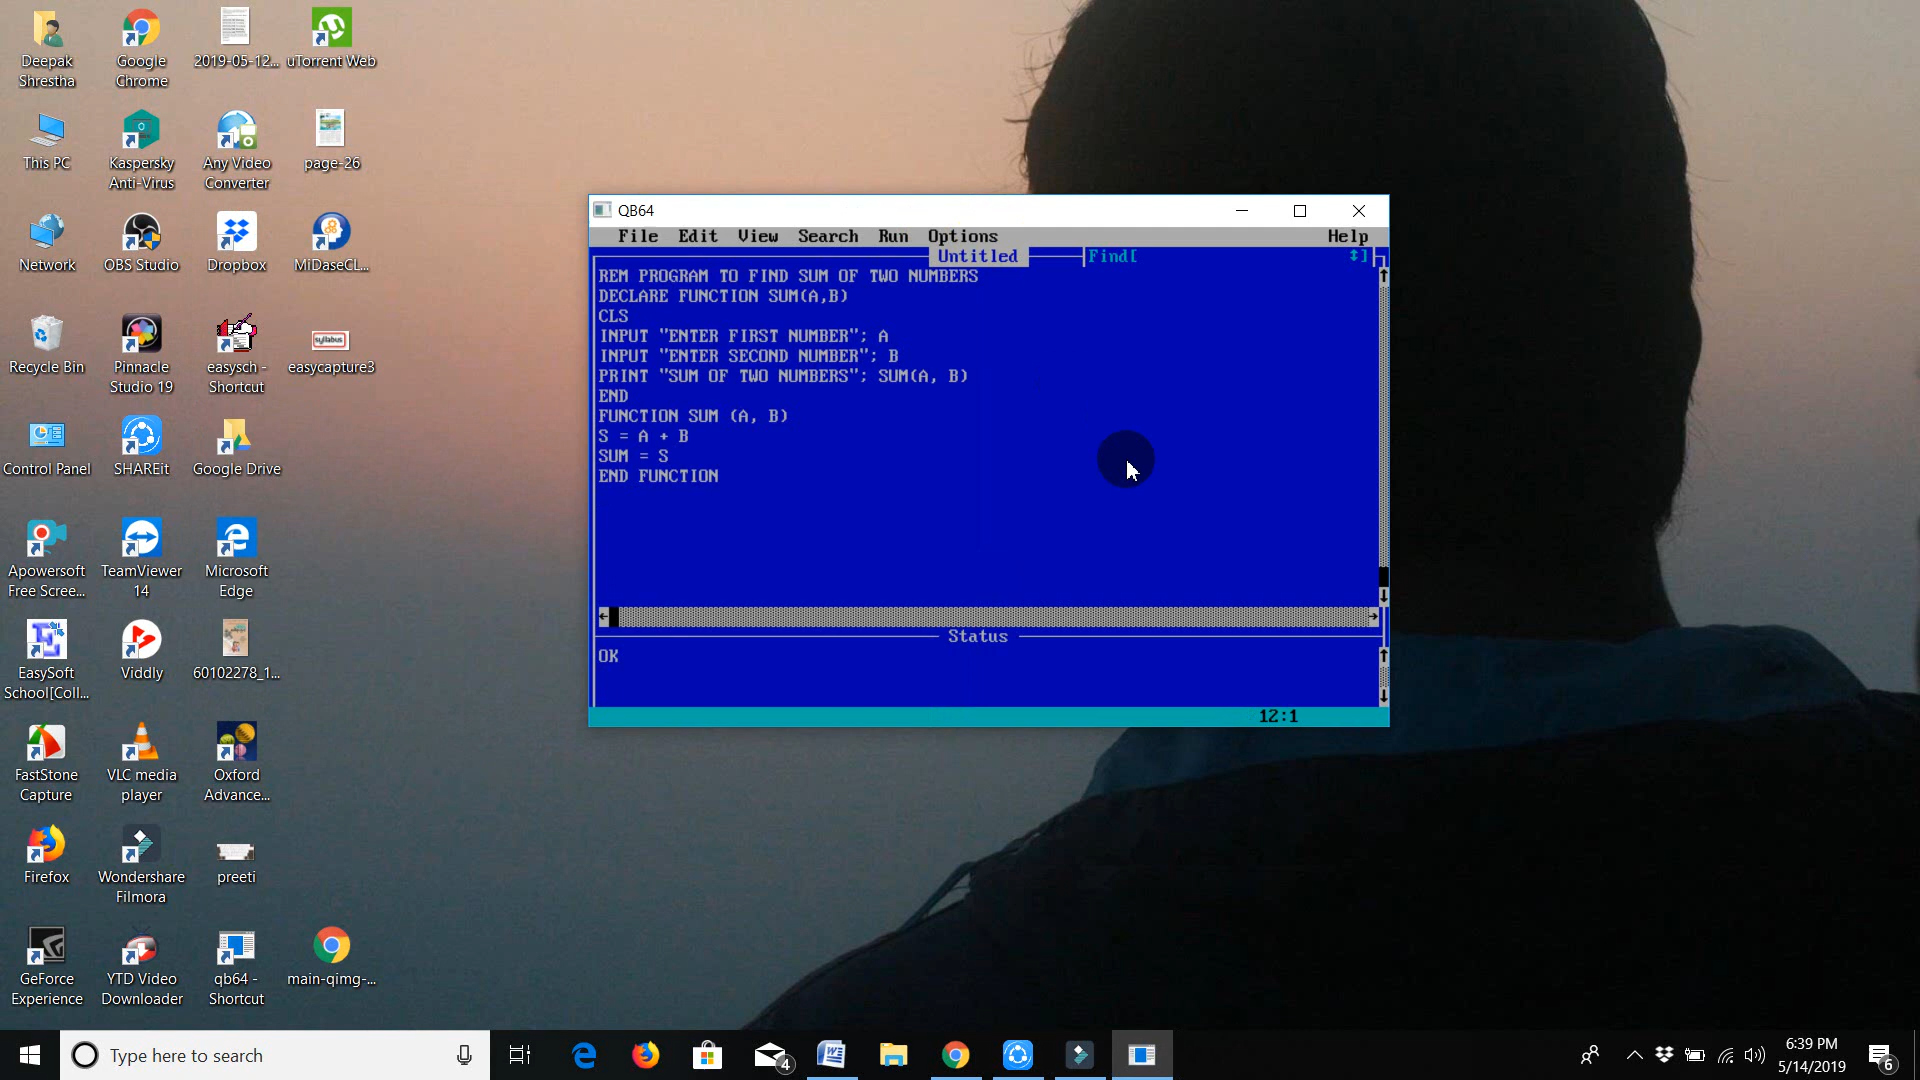 Deepak Shrestha
Google Chrome
2019-05-12...
uTorrent Web
This PC
Kaspersky Anti-Virus
Any Video Converter
page-26
Network
OBS Studio
Dropbox
MiDaseCL...
Recycle Bin
Pinnacle Studio 19
easysch - Shortcut
syllabus
easycapture3
Control Panel
SHAREit
Google Drive
Apowersoft Free Scree...
TeamViewer 14
Microsoft Edge
EasySoft School[Coll...
Viddly
60102278_1...
FastStone Capture
VLC media player
Oxford Advance...
Firefox
Wondershare Filmora
preeti
GeForce Experience
YTD Video Downloader
qb64 - Shortcut
main-qimg-...
QB64
File Edit View Search Run Options Help
Untitled Find[ ]
REM PROGRAM TO FIND SUM OF TWO NUMBERS
DECLARE FUNCTION SUM(A,B)
CLS
INPUT "ENTER FIRST NUMBER"; A
INPUT "ENTER SECOND NUMBER"; B
PRINT "SUM OF TWO NUMBERS"; SUM(A, B)
END
FUNCTION SUM (A, B)
S = A + B
SUM = S
END FUNCTION
Status
OK
12:1
Type here to search
4
6:39 PM
5/14/2019
6